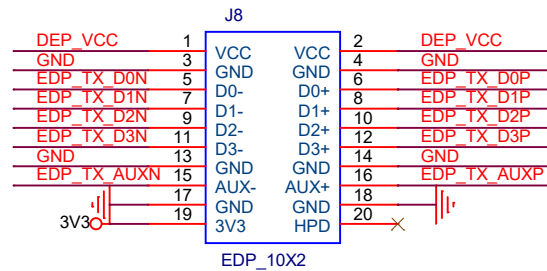 J8
DEP_VCC 1 VCC VCC 2 DEP_VCC
GND 3 GND GND 4 GND
EDP_TX_D0N 5 D0- D0+ 6 EDP_TX_D0P
EDP_TX_D1N 7 D1- D1+ 8 EDP_TX_D1P
EDP_TX_D2N 9 D2- D2+ 10 EDP_TX_D2P
EDP_TX_D3N 11 D3- D3+ 12 EDP_TX_D3P
GND 13 GND GND 14 GND
EDP_TX_AUXN 15 AUX- AUX+ 16 EDP_TX_AUXP
17 GND GND 18
3V3 19 3V3 HPD 20
EDP_10X2